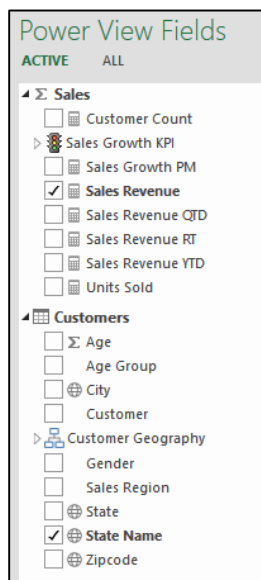 Power View Fields
ACTIVE ALL
Σ Sales
Customer Count
Sales Growth KPI
Sales Growth PM
Sales Revenue
Sales Revenue QTD
Sales Revenue RT
Sales Revenue YTD
Units Sold
Customers
Σ Age
Age Group
City
Customer
Customer Geography
Gender
Sales Region
State
State Name
Zipcode